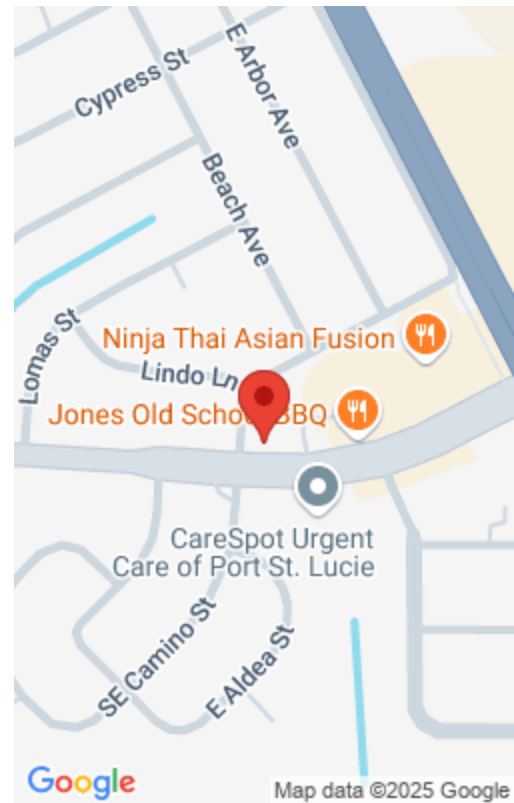 Cypress St
E Arbor Ave
Beach Ave
Lomas St
Ninja Thai Asian Fusion
Lindo Ln
Jones Old School BBQ
CareSpot Urgent
Care of Port St. Lucie
SE Camino St
E Aldea St
Google
Map data ©2025 Google